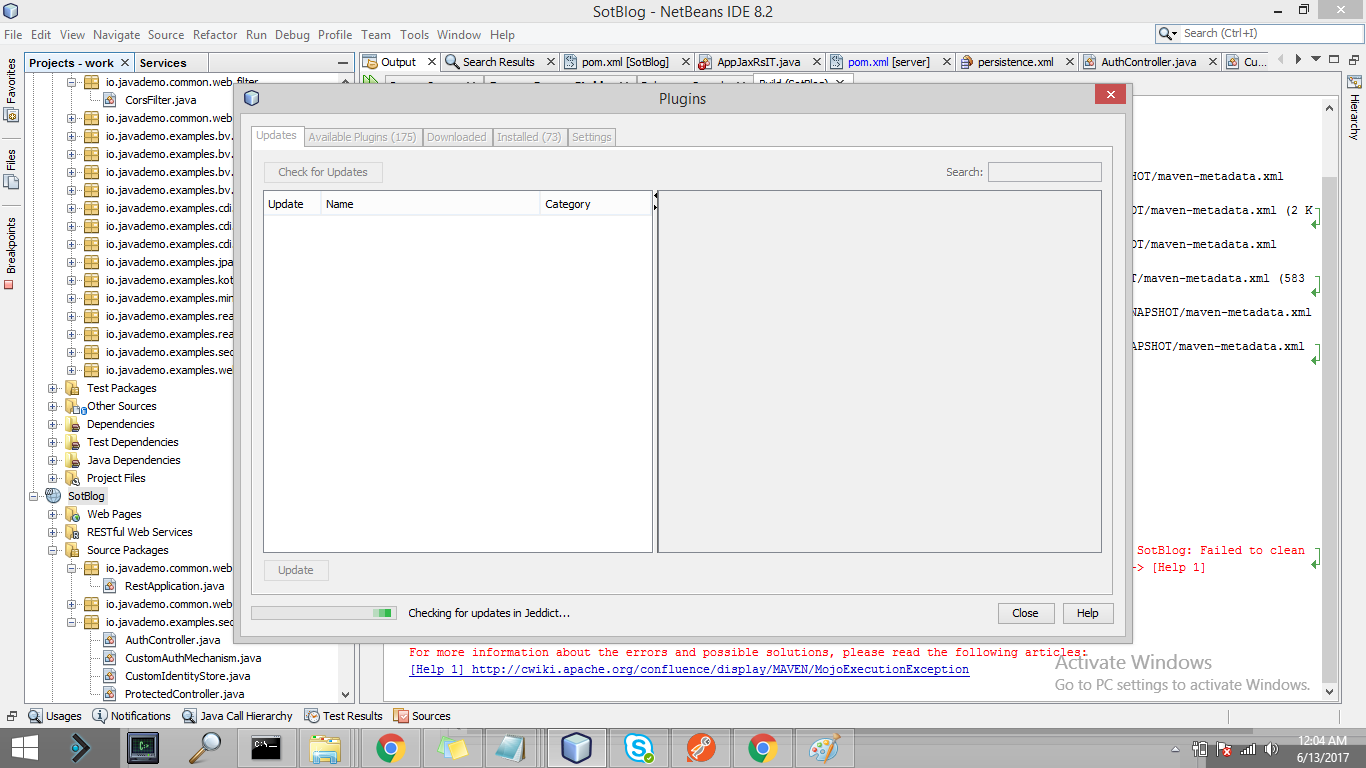 SotBlog - NetBeans IDE 8.2
File Edit View Navigate Source Refactor Run Debug Profile Team Tools Window Help
Search (Ctrl+I)
Projects - work
Services
Output
Search Results
pom.xml [SotBlog]
AppJaxRsIT.java
pom.xml [server]
persistence.xml
AuthController.java
Cu...
Favorites
Files
Breakpoints
Hierarchy
io.javademo.common.web.filter
CorsFilter.java
io.javademo.common.web
io.javademo.examples.bv.
io.javademo.examples.bv.
io.javademo.examples.bv.
io.javademo.examples.bv.
io.javademo.examples.cdi
io.javademo.examples.cdi
io.javademo.examples.cdi
io.javademo.examples.jpa
io.javademo.examples.kot
io.javademo.examples.min
io.javademo.examples.rea
io.javademo.examples.rea
io.javademo.examples.sec
io.javademo.examples.we
Test Packages
Other Sources
Dependencies
Test Dependencies
Java Dependencies
Project Files
SotBlog
Web Pages
RESTful Web Services
Source Packages
io.javademo.common.web
RestApplication.java
io.javademo.common.web
io.javademo.examples.sec
AuthController.java
CustomAuthMechanism.java
CustomIdentityStore.java
ProtectedController.java
Build (SotBlog)
Plugins
Updates
Available Plugins (175)
Downloaded
Installed (73)
Settings
Check for Updates
Search:
Update Name Category
Update
Checking for updates in Jeddict...
Close
Help
HOT/maven-metadata.xml
OT/maven-metadata.xml (2 K
OT/maven-metadata.xml
T/maven-metadata.xml (583
NAPSHOT/maven-metadata.xml
APSHOT/maven-metadata.xml
SotBlog: Failed to clean
-> [Help 1]
For more information about the errors and possible solutions, please read the following articles:
[Help 1] http://cwiki.apache.org/confluence/display/MAVEN/MojoExecutionException
Activate Windows
Go to PC settings to activate Windows.
Usages
Notifications
Java Call Hierarchy
Test Results
Sources
12:04 AM
6/13/2017